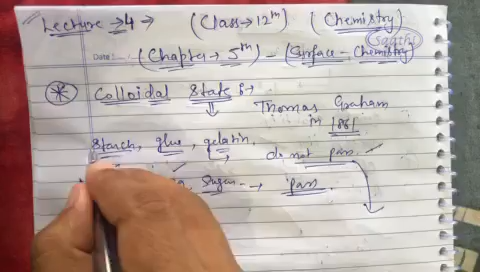 Lecture → 4 → (Class → 12th) (Chemistry)
Saathi
Date: (Chapter → 5th) - (Surface - Chemistry)
* Colloidal State :→ Thomas Graham
in 1861
Starch, glue, gelatin. → do not pass ✓
Sugar → pass.